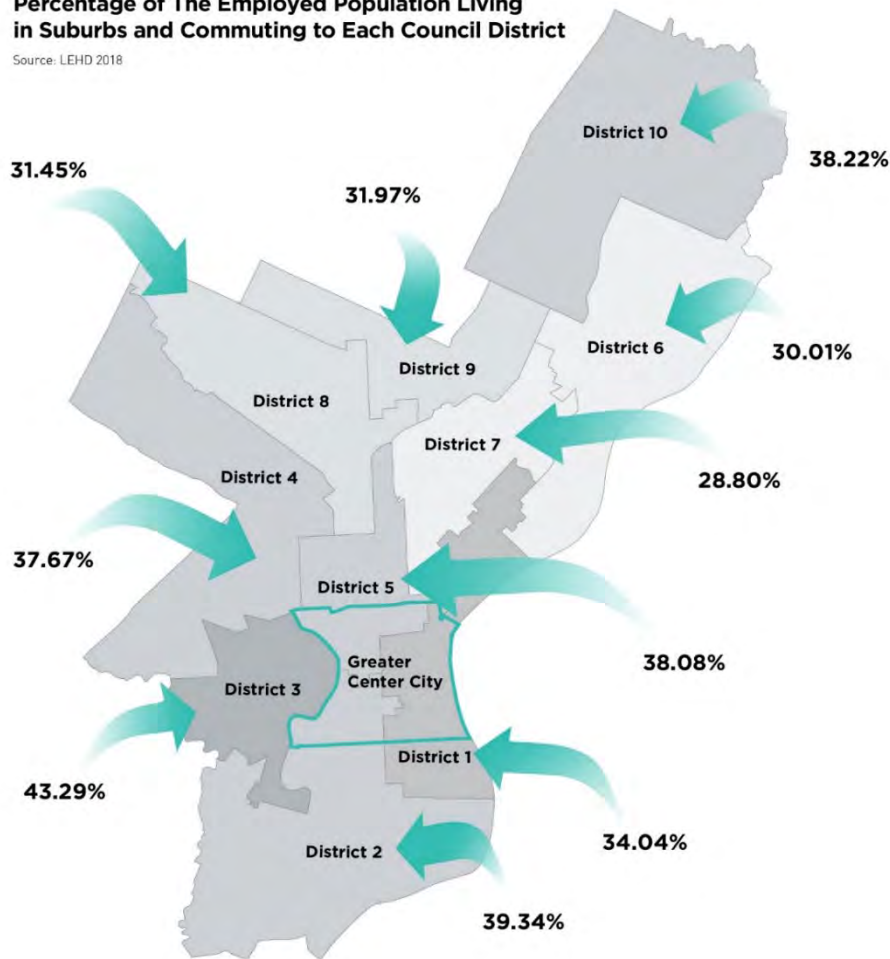 Percentage of The Employed Population Living
in Suburbs and Commuting to Each Council District
Source: LEHD 2018
District 10
38.22%
31.45%
31.97%
District 6
30.01%
District 9
District 8
District 7
28.80%
District 4
37.67%
District 5
38.08%
Greater
Center City
District 3
43.29%
District 1
34.04%
District 2
39.34%